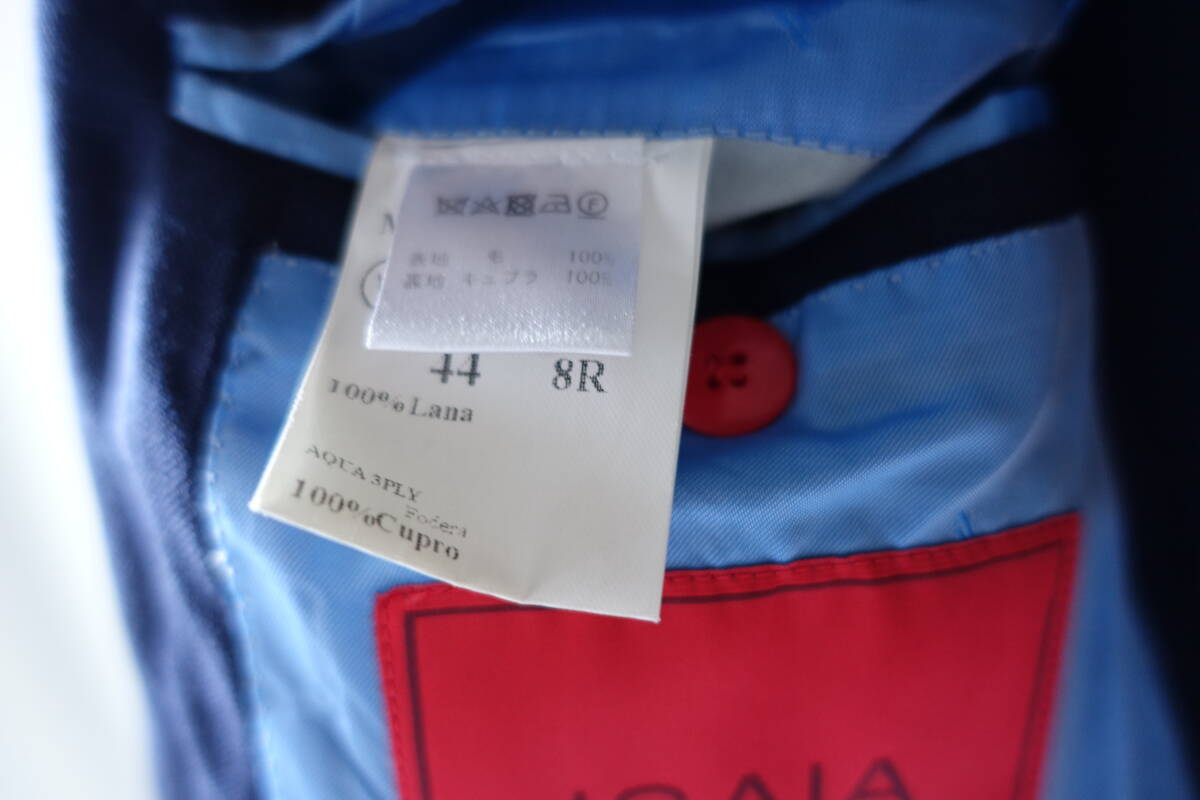 表地 毛 100%
裏地 キュプラ 100%
44 8R
100% Lana
AQUA 3PLY
Fodera
100% Cupro